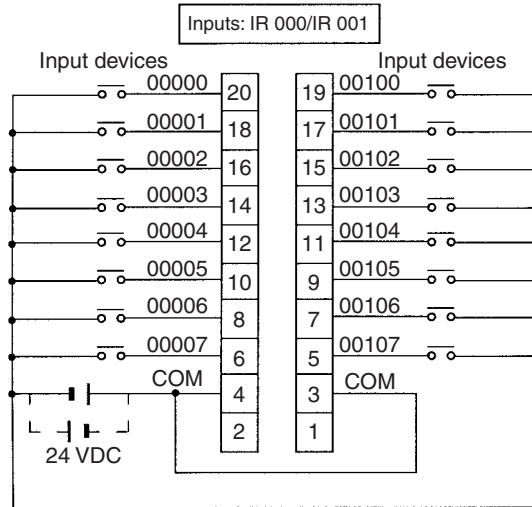 Inputs: IR 000/IR 001
Input devices Input devices
00000 20 19 00100
00001 18 17 00101
00002 16 15 00102
00003 14 13 00103
00004 12 11 00104
00005 10 9 00105
00006 8 7 00106
00007 6 5 00107
COM 4 3 COM
2 1
24 VDC